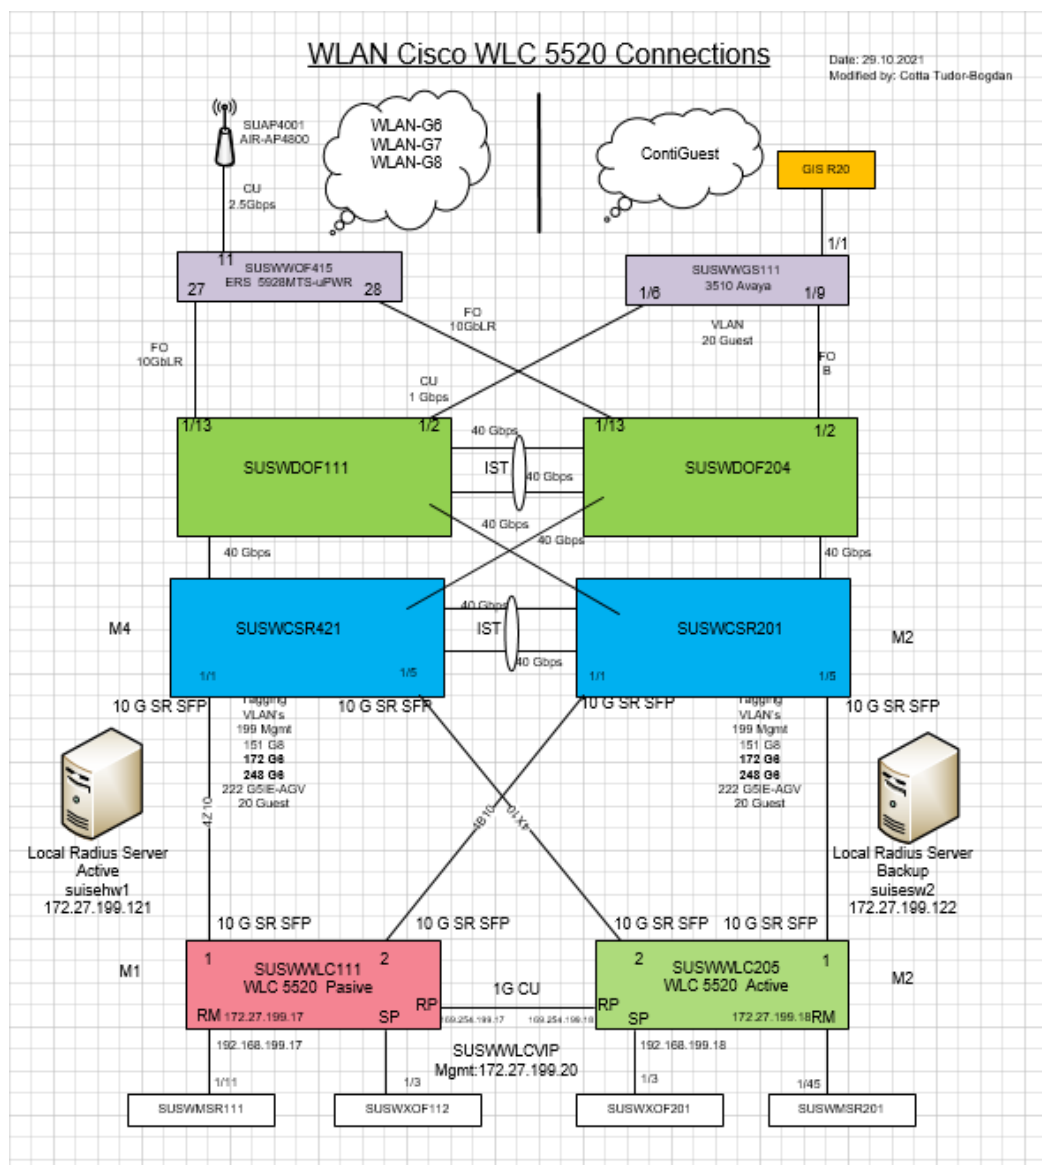 WLAN Cisco WLC 5520 Connections
Date: 29.10.2021
Modified by: Cotta Tudor-Bogdan
SUAP4001
AIR-AP4800
WLAN-G6
WLAN-G7
WLAN-G8
ContiGuest
GIS R20
CU
2.5Gbps
1/1
11
SUSWWOF415
ERS 5928MTS-uPWR
27
28
SUSWWGS111
3510 Avaya
1/6
1/9
FO
10GbLR
FO
10GbLR
VLAN
20 Guest
FO
B
CU
1 Gbps
1/13
1/2
1/13
1/2
SUSWDOF111
SUSWDOF204
40 Gbps
IST
40 Gbps
40 Gbps
40 Gbps
40 Gbps
40 Gbps
SUSWCSR421
SUSWCSR201
40 Gbps
IST
40 Gbps
M4
M2
1/1
1/5
1/1
1/5
10 G SR SFP
10 G SR SFP
10 G SR SFP
10 G SR SFP
Tagging
VLAN's
199 Mgmt
151 G8
172 G6
248 G6
222 G5IE-AGV
20 Guest
Tagging
VLAN's
199 Mgmt
151 G8
172 G6
248 G6
222 G5IE-AGV
20 Guest
4Z10
4B10
4X10
Local Radius Server
Active
suisehw1
172.27.199.121
Local Radius Server
Backup
suisesw2
172.27.199.122
10 G SR SFP
10 G SR SFP
10 G SR SFP
10 G SR SFP
M1
1
2
SUSWWLC111
WLC 5520 Pasive
RP
RM 172.27.199.17
SP
1G CU
169.254.199.17
169.254.199.18
2
1
SUSWWLC205
WLC 5520 Active
RP
SP
172.27.199.18 RM
M2
192.168.199.17
SUSWWLCVIP
Mgmt:172.27.199.20
192.168.199.18
1/11
1/3
1/3
1/45
SUSWMSR111
SUSWXOF112
SUSWXOF201
SUSWMSR201